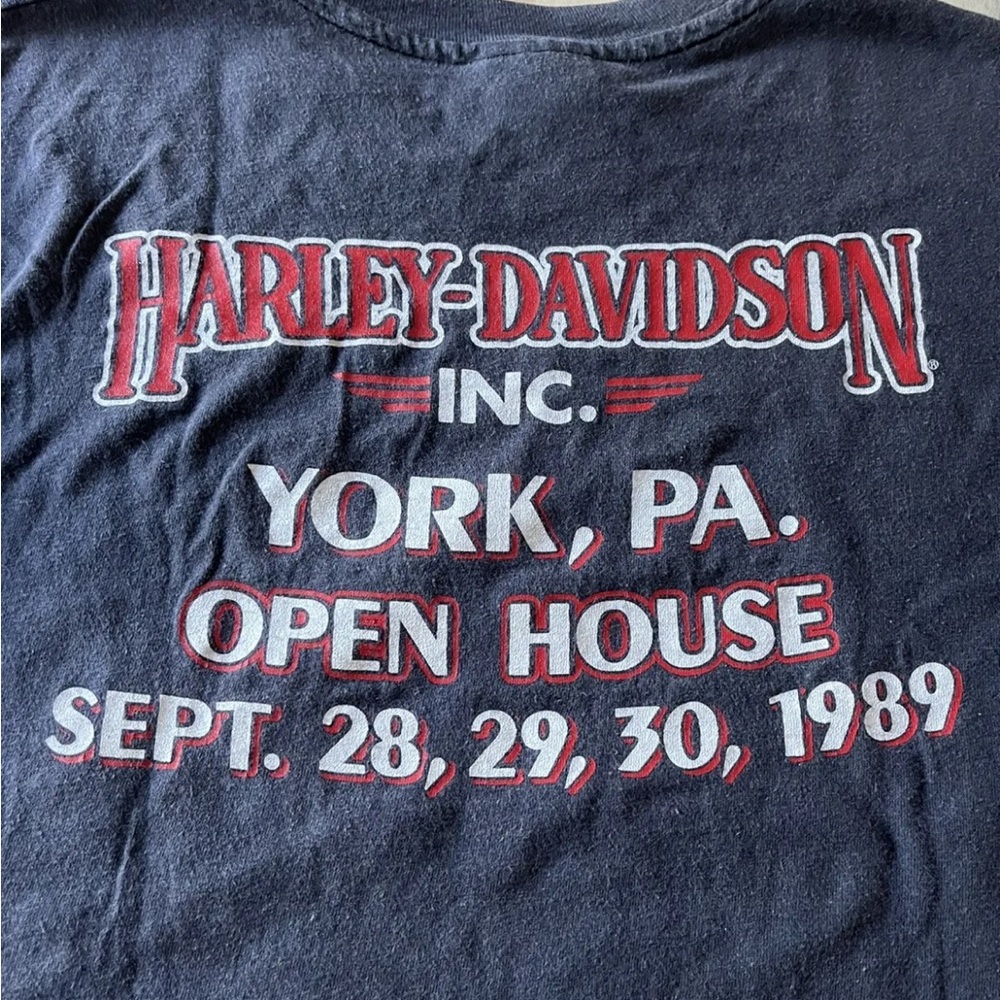 HARLEY-DAVIDSON®
INC.
YORK, PA.
OPEN HOUSE
SEPT. 28, 29, 30, 1989